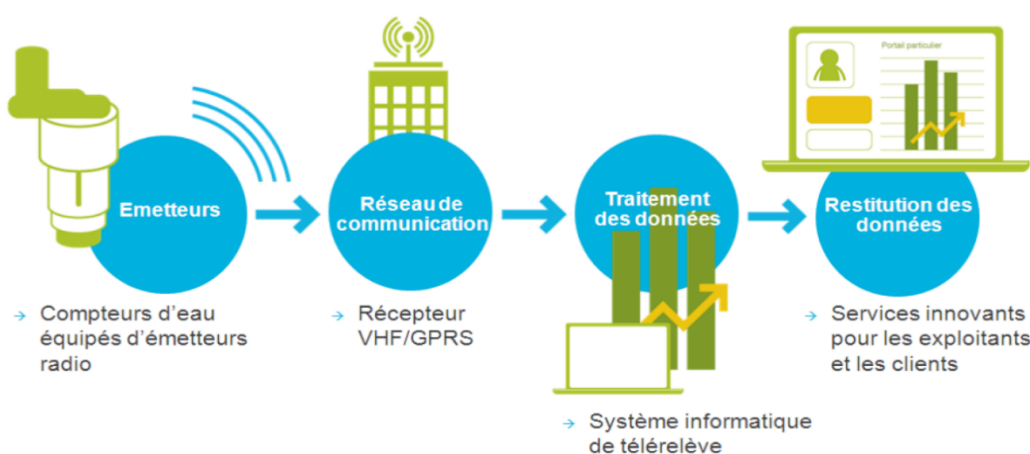 Portail particulier
Emetteurs
Réseau de
communication
Traitement
des données
Restitution des
données
→ Compteurs d'eau
équipés d'émetteurs
radio
→ Récepteur
VHF/GPRS
→ Système informatique
de télérelève
→ Services innovants
pour les exploitants
et les clients